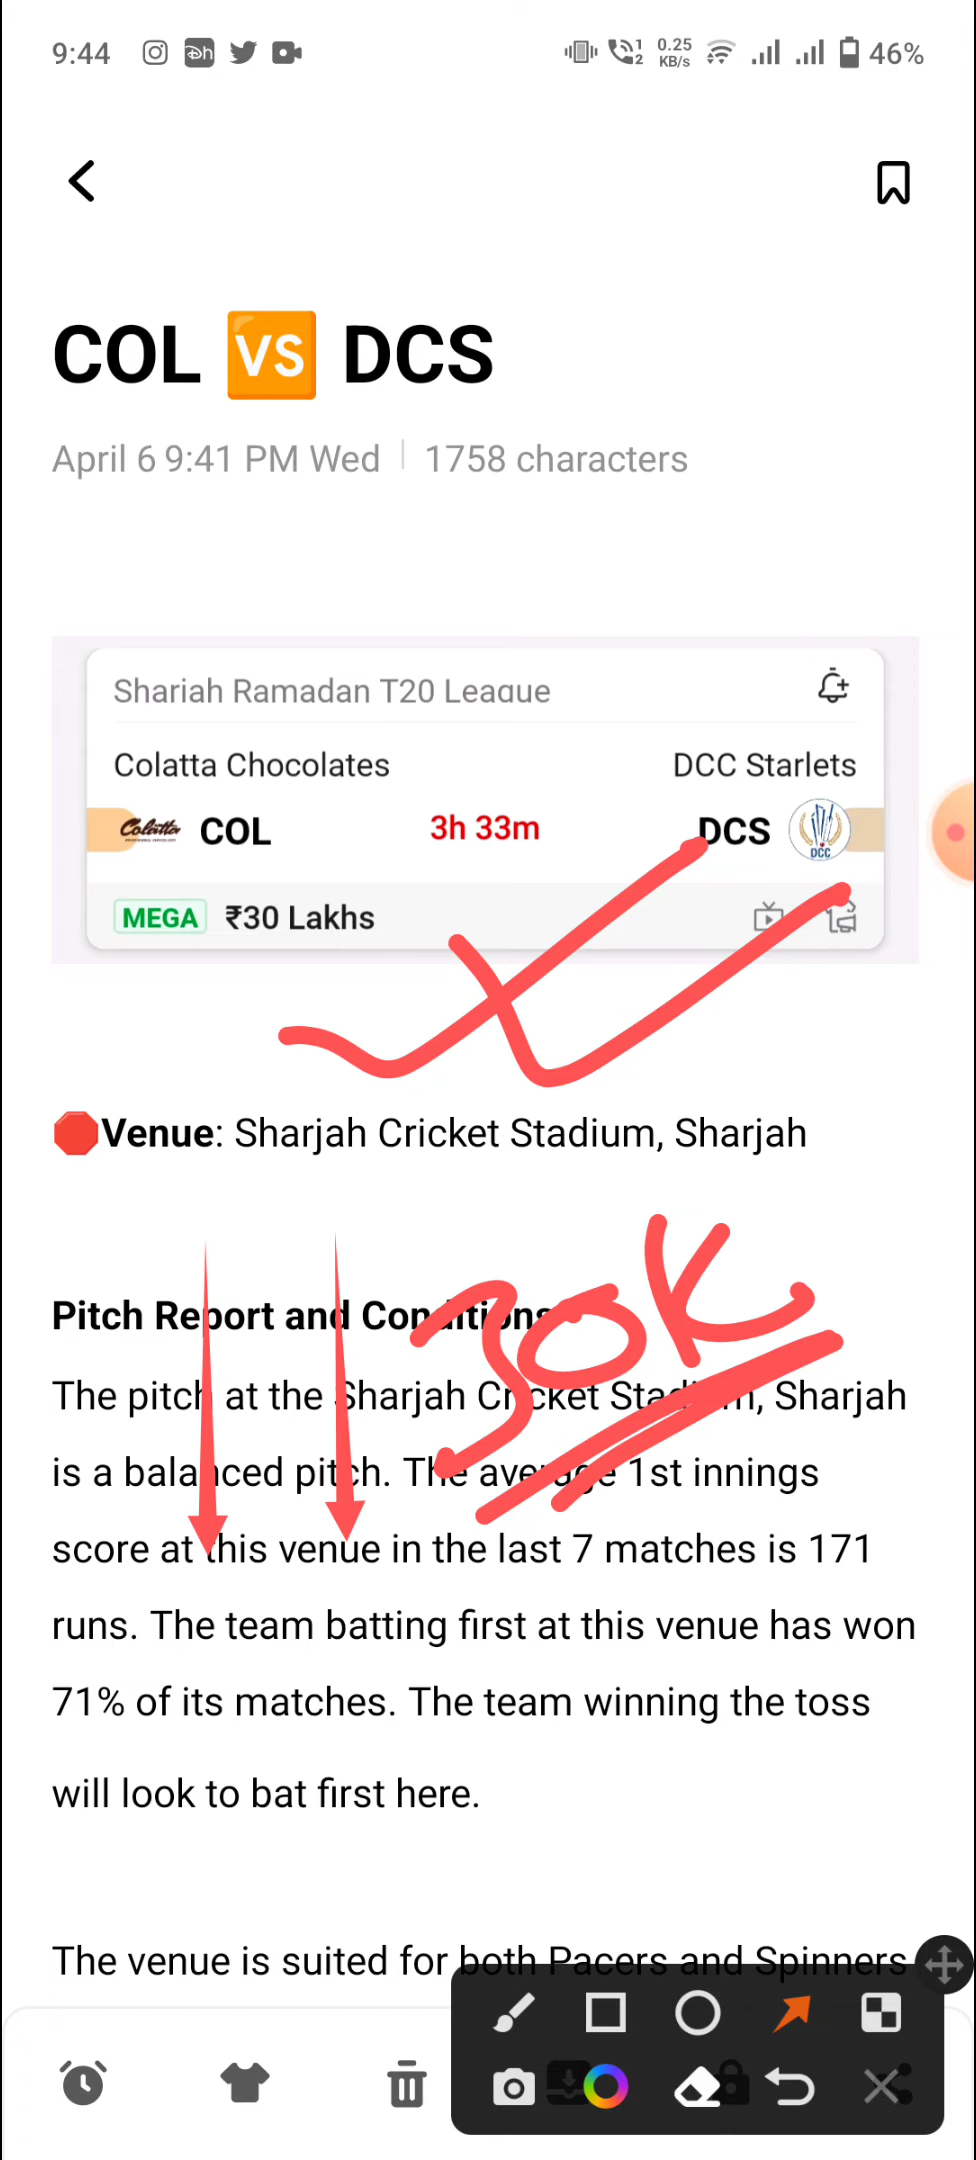 9:44
0.25
KB/s
1
2
46%
COL VS DCS
April 6 9:41 PM Wed | 1758 characters
Sharjah Ramadan T20 League
Colatta Chocolates DCC Starlets
Colatta COL 3h 33m DCS DCC
MEGA ₹30 Lakhs
Venue: Sharjah Cricket Stadium, Sharjah
30K
Pitch Report and Conditions
The pitch at the Sharjah Cricket Stadium, Sharjah
is a balanced pitch. The average 1st innings
score at this venue in the last 7 matches is 171
runs. The team batting first at this venue has won
71% of its matches. The team winning the toss
will look to bat first here.
The venue is suited for both Pacers and Spinners